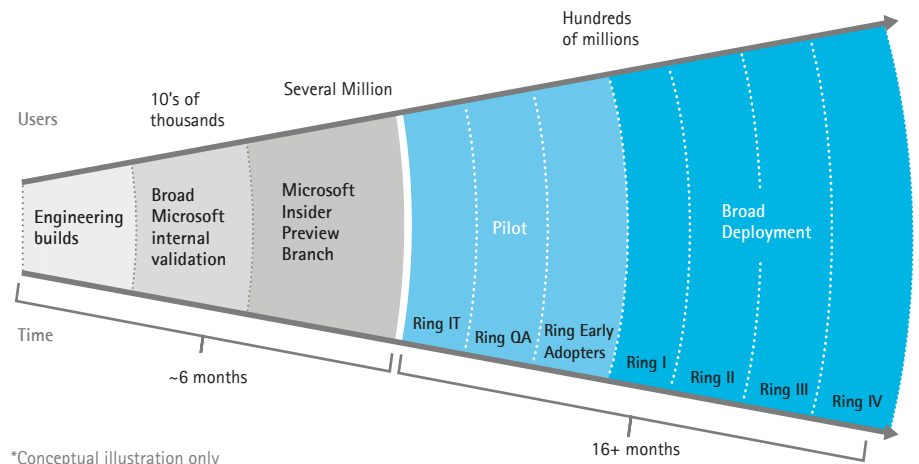 Hundreds
of millions
Several Million
10's of
thousands
Users
Engineering
builds
Broad
Microsoft
internal
validation
Microsoft
Insider
Preview
Branch
Pilot
Broad
Deployment
Ring IT
Ring QA
Ring Early
Adopters
Ring I
Ring II
Ring III
Ring IV
Time
~6 months
16+ months
*Conceptual illustration only